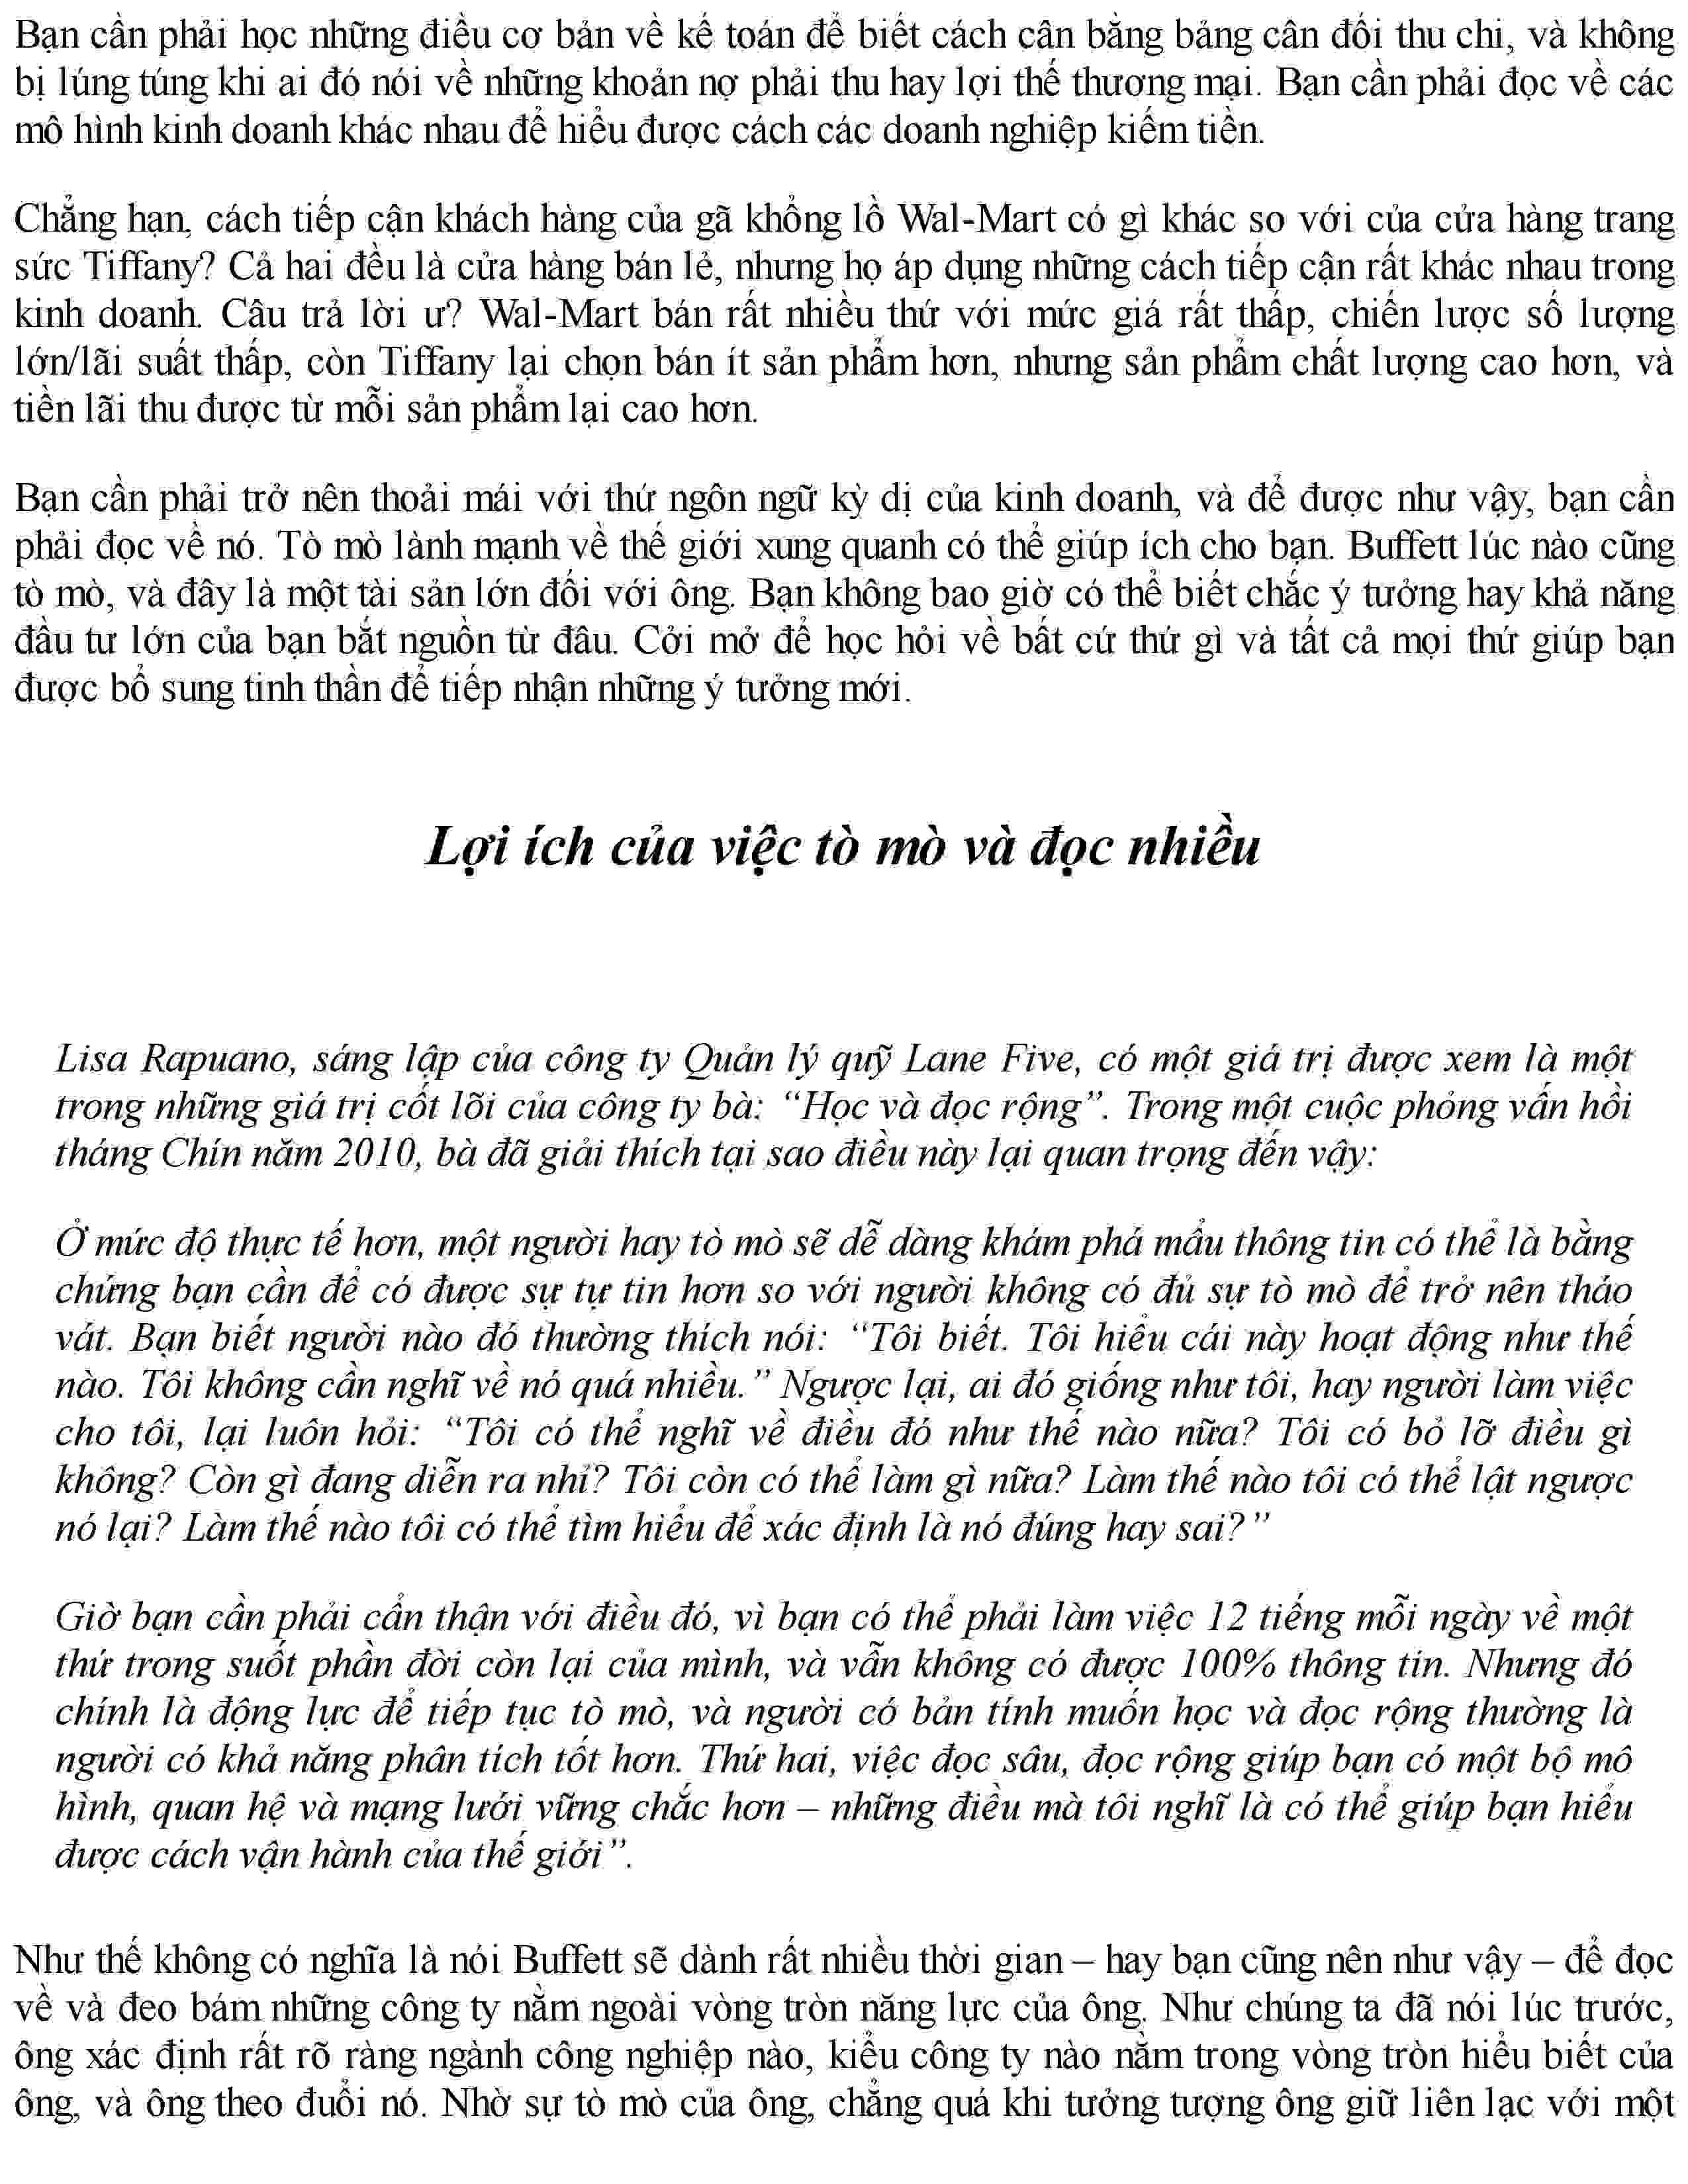 Bạn cần phải học những điều cơ bản về kế toán để biết cách cân bằng bảng cân đối thu chi, và không
bị lúng túng khi ai đó nói về những khoản nợ phải thu hay lợi thế thương mại. Bạn cần phải đọc về các
mô hình kinh doanh khác nhau để hiểu được cách các doanh nghiệp kiếm tiền.
Chẳng hạn, cách tiếp cận khách hàng của gã khổng lồ Wal-Mart có gì khác so với của cửa hàng trang
sức Tiffany? Cả hai đều là cửa hàng bán lẻ, nhưng họ áp dụng những cách tiếp cận rất khác nhau trong
kinh doanh. Câu trả lời ư? Wal-Mart bán rất nhiều thứ với mức giá rất thấp, chiến lược số lượng
lớn/lãi suất thấp, còn Tiffany lại chọn bán ít sản phẩm hơn, nhưng sản phẩm chất lượng cao hơn, và
tiền lãi thu được từ mỗi sản phẩm lại cao hơn.
Bạn cần phải trở nên thoải mái với thứ ngôn ngữ kỳ dị của kinh doanh, và để được như vậy, bạn cần
phải đọc về nó. Tò mò lành mạnh về thế giới xung quanh có thể giúp ích cho bạn. Buffett lúc nào cũng
tò mò, và đây là một tài sản lớn đối với ông. Bạn không bao giờ có thể biết chắc ý tưởng hay khả năng
đầu tư lớn của bạn bắt nguồn từ đâu. Cởi mở để học hỏi về bất cứ thứ gì và tất cả mọi thứ giúp bạn
được bổ sung tinh thần để tiếp nhận những ý tưởng mới.
Lợi ích của việc tò mò và đọc nhiều
Lisa Rapuano, sáng lập của công ty Quản lý quỹ Lane Five, có một giá trị được xem là một
trong những giá trị cốt lõi của công ty bà: “Học và đọc rộng”. Trong một cuộc phỏng vấn hồi
tháng Chín năm 2010, bà đã giải thích tại sao điều này lại quan trọng đến vậy:
Ở mức độ thực tế hơn, một người hay tò mò sẽ dễ dàng khám phá mẩu thông tin có thể là bằng
chứng bạn cần để có được sự tự tin hơn so với người không có đủ sự tò mò để trở nên tháo
vát. Bạn biết người nào đó thường thích nói: “Tôi biết. Tôi hiểu cái này hoạt động như thế
nào. Tôi không cần nghĩ về nó quá nhiều.” Ngược lại, ai đó giống như tôi, hay người làm việc
cho tôi, lại luôn hỏi: “Tôi có thể nghĩ về điều đó như thế nào nữa? Tôi có bỏ lỡ điều gì
không? Còn gì đang diễn ra nhỉ? Tôi còn có thể làm gì nữa? Làm thế nào tôi có thể lật ngược
nó lại? Làm thế nào tôi có thể tìm hiểu để xác định là nó đúng hay sai?”
Giờ bạn cần phải cẩn thận với điều đó, vì bạn có thể phải làm việc 12 tiếng mỗi ngày về một
thứ trong suốt phần đời còn lại của mình, và vẫn không có được 100% thông tin. Nhưng đó
chính là động lực để tiếp tục tò mò, và người có bản tính muốn học và đọc rộng thường là
người có khả năng phân tích tốt hơn. Thứ hai, việc đọc sâu, đọc rộng giúp bạn có một bộ mô
hình, quan hệ và mạng lưới vững chắc hơn – những điều mà tôi nghĩ là có thể giúp bạn hiểu
được cách vận hành của thế giới”.
Như thế không có nghĩa là nói Buffett sẽ dành rất nhiều thời gian – hay bạn cũng nên như vậy – để đọc
về và đeo bám những công ty nằm ngoài vòng tròn năng lực của ông. Như chúng ta đã nói lúc trước,
ông xác định rất rõ ràng ngành công nghiệp nào, kiểu công ty nào nằm trong vòng tròn hiểu biết của
ông, và ông theo đuổi nó. Nhờ sự tò mò của ông, chẳng quá khi tưởng tượng ông giữ liên lạc với một